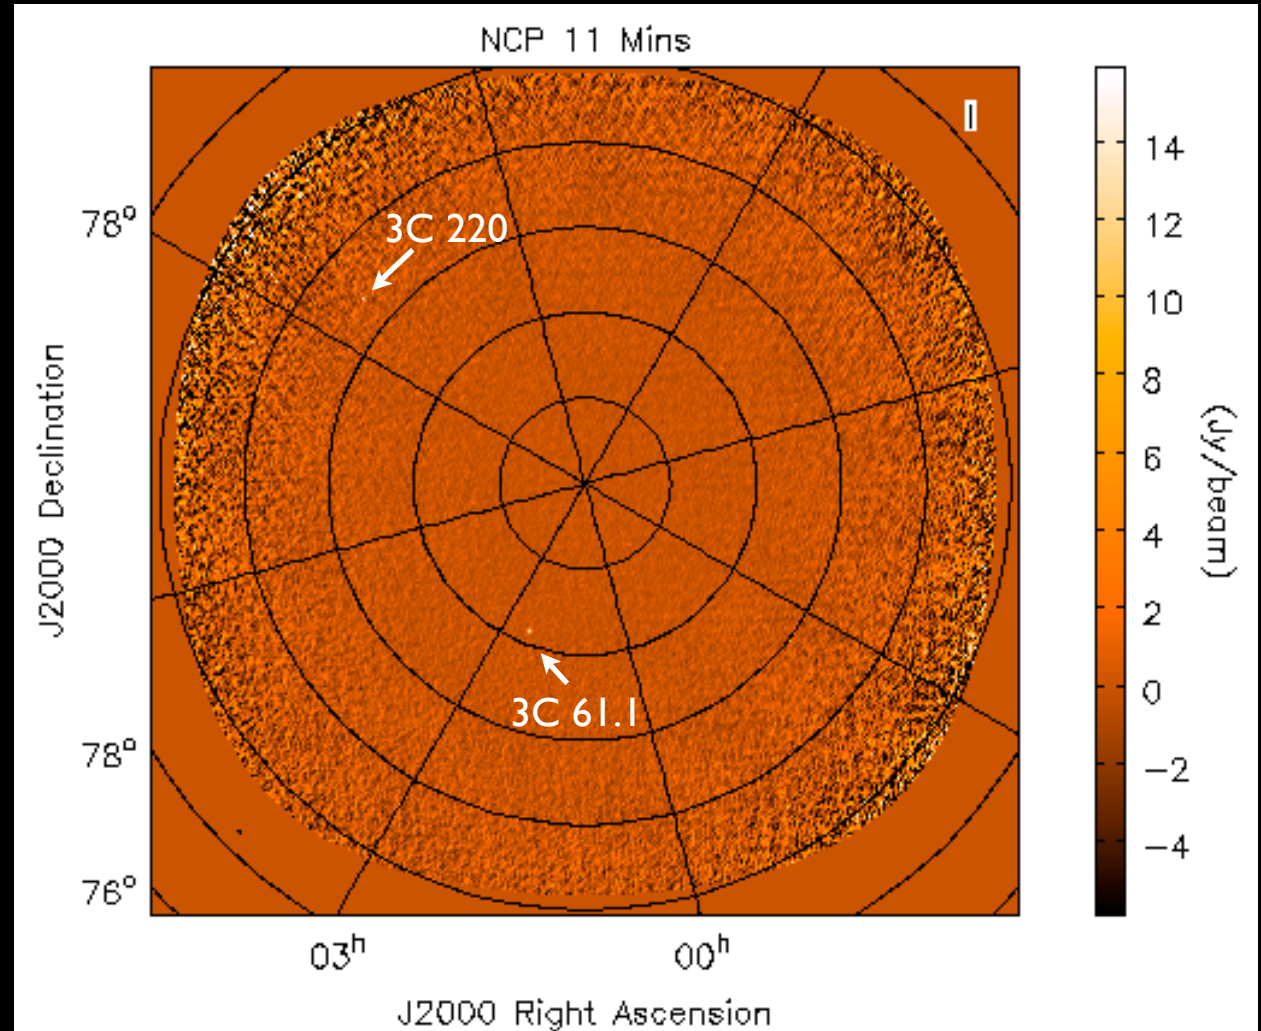 NCP 11 Mins
I
3C 220
3C 61.1
78°
78°
76°
J2000 Declination
03ʰ
00ʰ
J2000 Right Ascension
14
12
10
8
6
4
2
0
−2
−4
(Jy/beam)